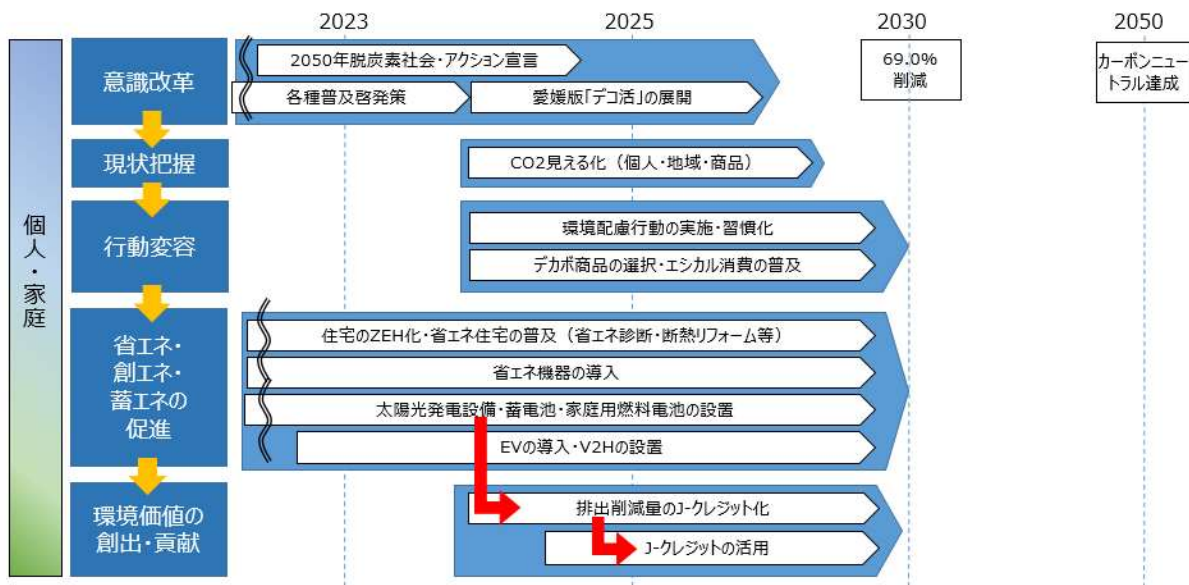 2023
2025
2030
2050
個人・家庭
意識改革
2050年脱炭素社会・アクション宣言
各種普及啓発策
愛媛版「デコ活」の展開
69.0%
削減
カーボンニュー
トラル達成
現状把握
CO2見える化（個人・地域・商品）
行動変容
環境配慮行動の実施・習慣化
デカボ商品の選択・エシカル消費の普及
省エネ・
創エネ・
蓄エネの
促進
住宅のZEH化・省エネ住宅の普及（省エネ診断・断熱リフォーム等）
省エネ機器の導入
太陽光発電設備・蓄電池・家庭用燃料電池の設置
EVの導入・V2Hの設置
環境価値の
創出・貢献
排出削減量のJ-クレジット化
J-クレジットの活用